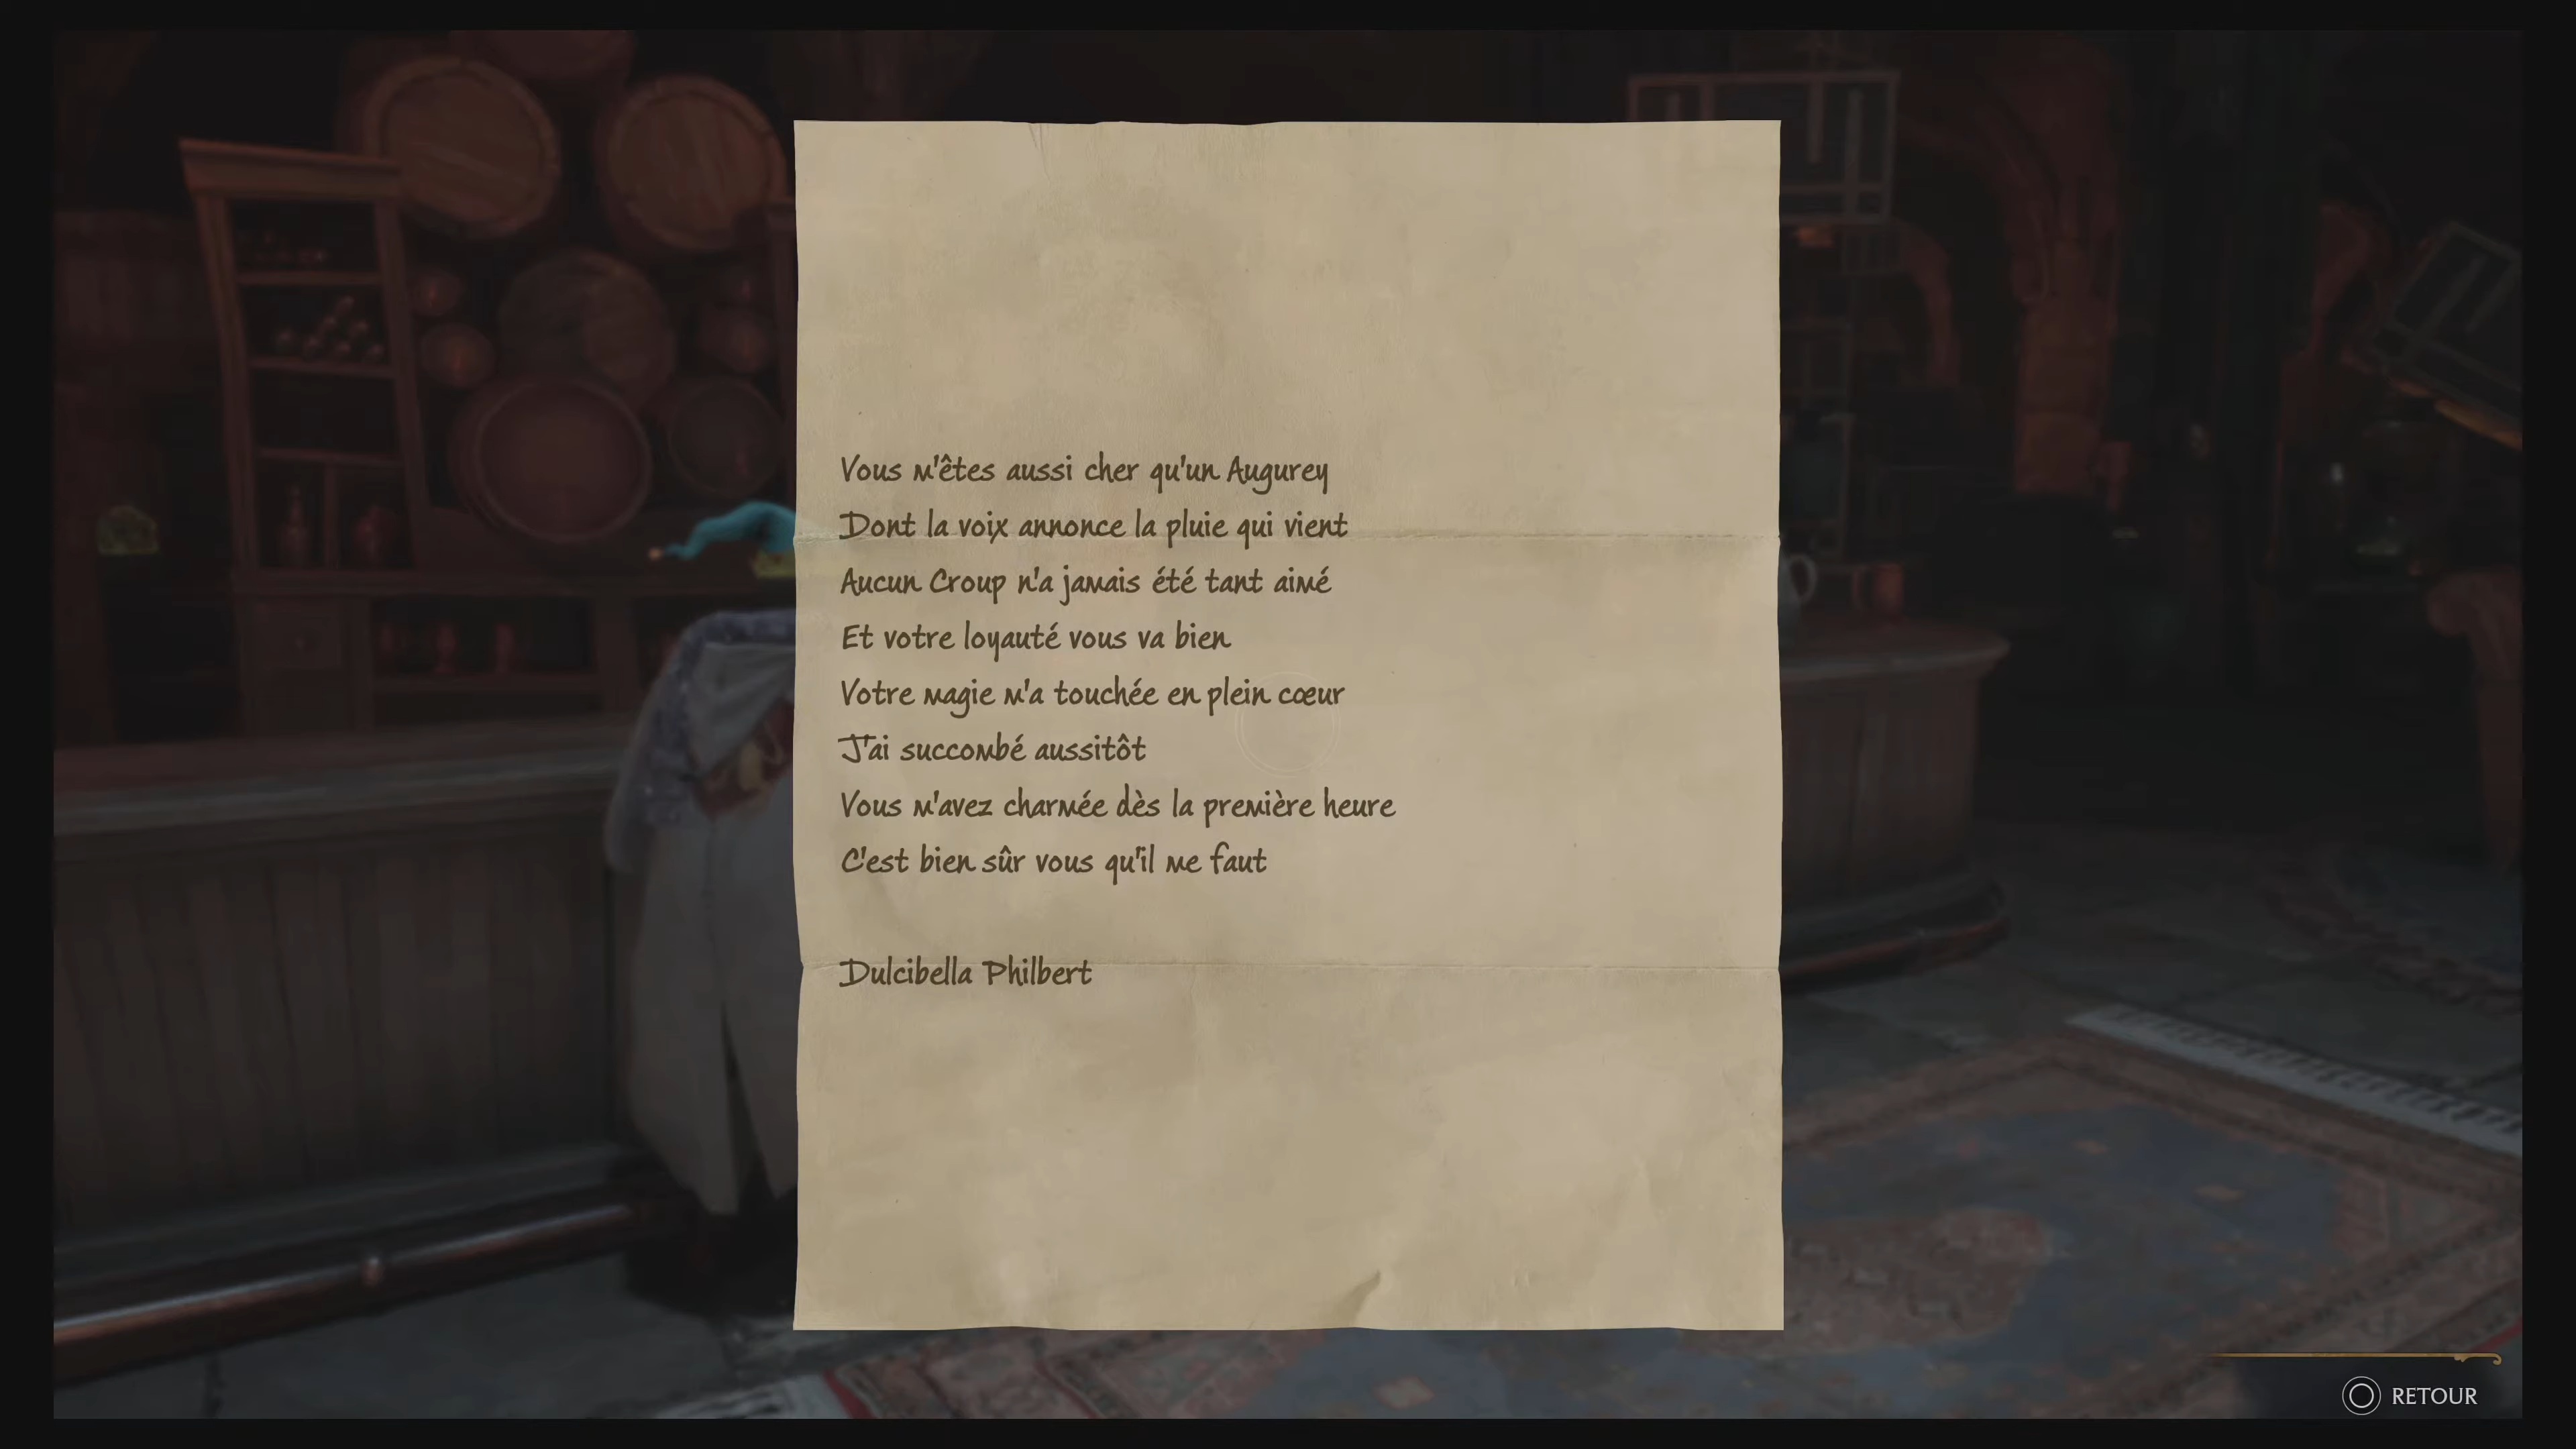 Vous m'êtes aussi cher qu'un Augurey
Dont la voix annonce la pluie qui vient
Aucun Croup n'a jamais été tant aimé
Et votre loyauté vous va bien
Votre magie m'a touchée en plein cœur
J'ai succombé aussitôt
Vous m'avez charmée dès la première heure
C'est bien sûr vous qu'il me faut
Dulcibella Philbert
RETOUR